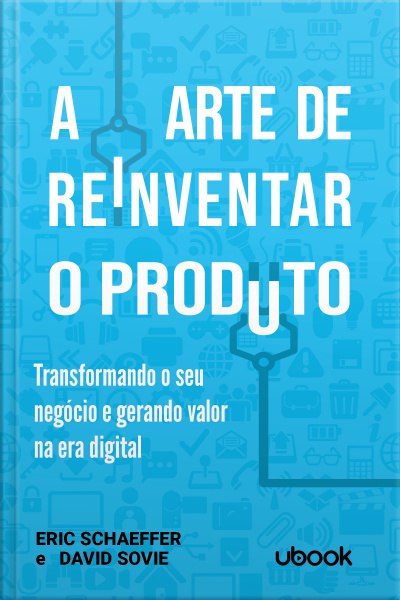 A ARTE DE
REINVENTAR
O PRODUTO
Transformando o seu
negócio e gerando valor
na era digital
ERIC SCHAEFFER
e DAVID SOVIE
ubook